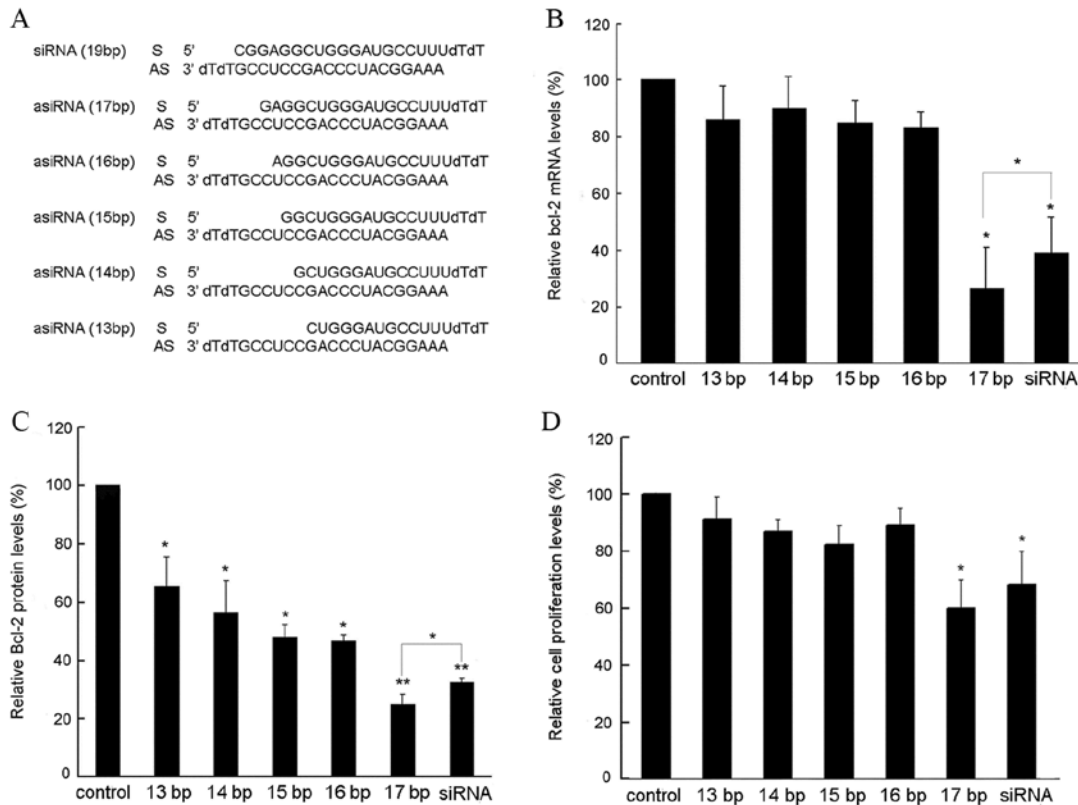 A
siRNA (19bp) S 5' CGGAGGCUGGGAUGCCUUUdTdT
AS 3' dTdTGCCUCCGACCCUACGGAAA
asiRNA (17bp) S 5' GAGGCUGGGAUGCCUUUdTdT
AS 3' dTdTGCCUCCGACCCUACGGAAA
asiRNA (16bp) S 5' AGGCUGGGAUGCCUUUdTdT
AS 3' dTdTGCCUCCGACCCUACGGAAA
asiRNA (15bp) S 5' GGCUGGGAUGCCUUUdTdT
AS 3' dTdTGCCUCCGACCCUACGGAAA
asiRNA (14bp) S 5' GCUGGGAUGCCUUUdTdT
AS 3' dTdTGCCUCCGACCCUACGGAAA
asiRNA (13bp) S 5' CUGGGAUGCCUUUdTdT
AS 3' dTdTGCCUCCGACCCUACGGAAA
B
Relative bcl-2 mRNA levels (%)
120
100
80
60
40
20
0
*
* *
control 13 bp 14 bp 15 bp 16 bp 17 bp siRNA
C
Relative Bcl-2 protein levels (%)
120
100
80
60
40
20
0
* * * * *
** **
control 13 bp 14 bp 15 bp 16 bp 17 bp siRNA
D
Relative cell proliferation levels (%)
120
100
80
60
40
20
0
* *
control 13 bp 14 bp 15 bp 16 bp 17 bp siRNA